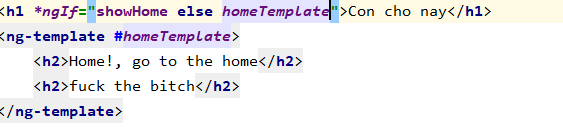 <h1 *ngIf="showHome else homeTemplate">Con cho nay</h1>
<ng-template #homeTemplate>
<h2>Home!, go to the home</h2>
<h2>fuck the bitch</h2>
</ng-template>